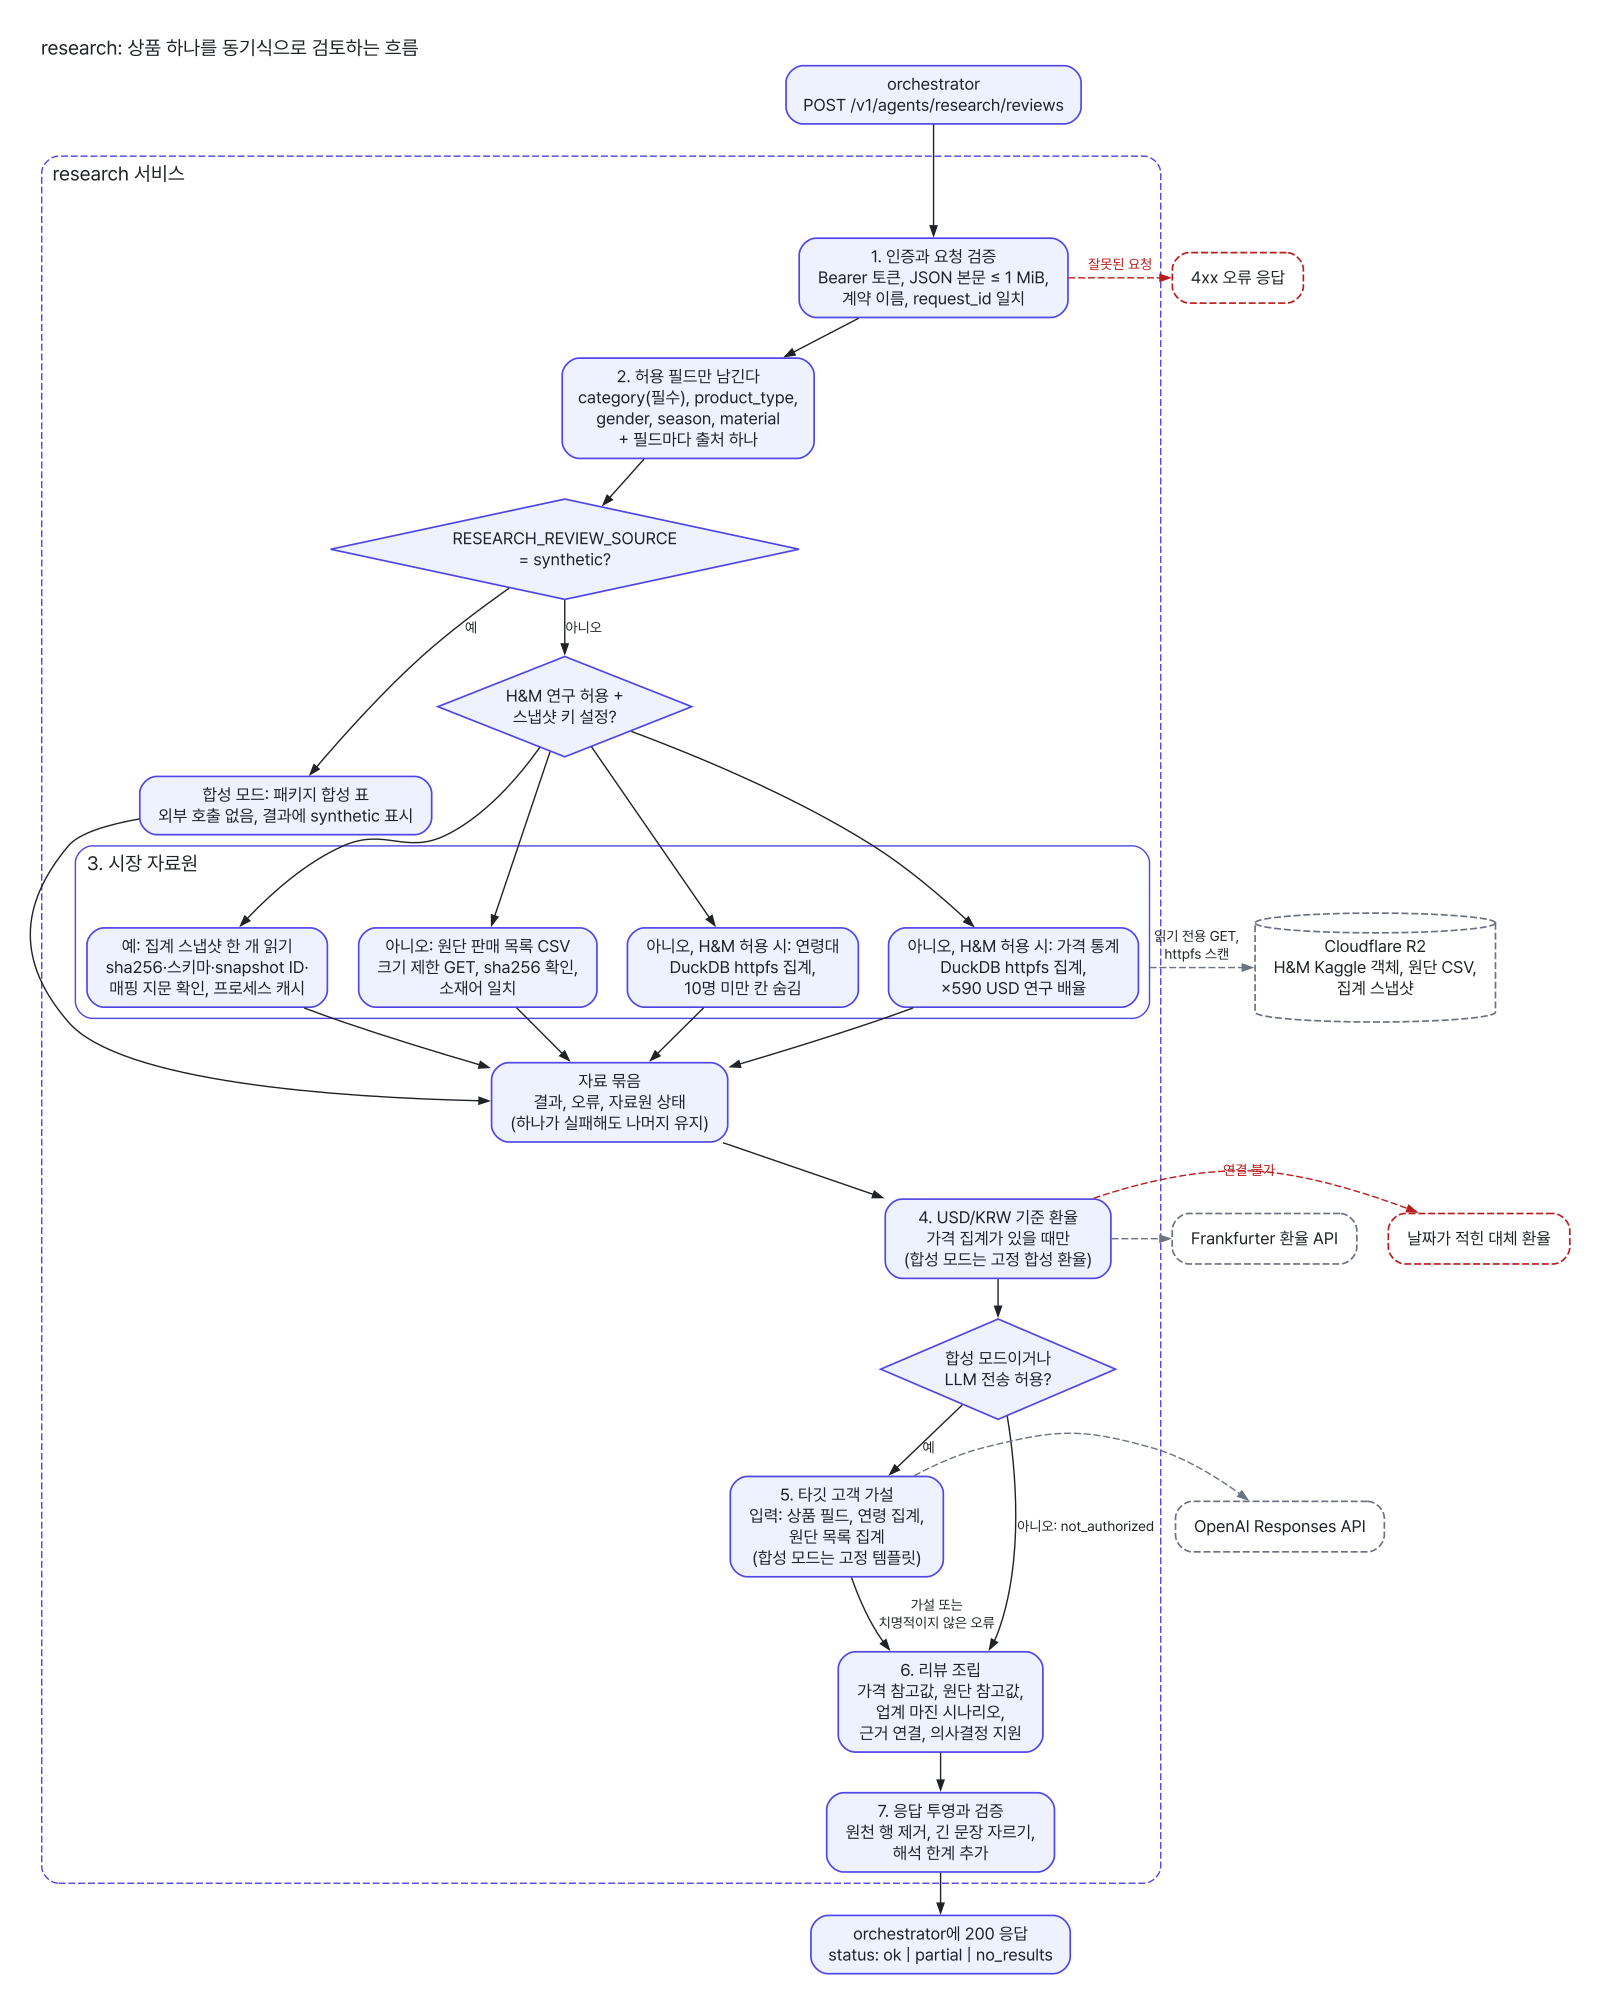 research: 상품 하나를 동기식으로 검토하는 흐름
orchestrator
POST /v1/agents/research/reviews
research 서비스
1. 인증과 요청 검증
Bearer 토큰, JSON 본문 ≤ 1 MiB,
계약 이름, request_id 일치
잘못된 요청
4xx 오류 응답
2. 허용 필드만 남긴다
category(필수), product_type,
gender, season, material
+ 필드마다 출처 하나
RESEARCH_REVIEW_SOURCE
= synthetic?
예
아니오
H&M 연구 허용 +
스냅샷 키 설정?
합성 모드: 패키지 합성 표
외부 호출 없음, 결과에 synthetic 표시
3. 시장 자료원
예: 집계 스냅샷 한 개 읽기
sha256·스키마·snapshot ID·
매핑 지문 확인, 프로세스 캐시
아니오: 원단 판매 목록 CSV
크기 제한 GET, sha256 확인,
소재어 일치
아니오, H&M 허용 시: 연령대
DuckDB httpfs 집계,
10명 미만 칸 숨김
아니오, H&M 허용 시: 가격 통계
DuckDB httpfs 집계,
×590 USD 연구 배율
읽기 전용 GET,
httpfs 스캔
Cloudflare R2
H&M Kaggle 객체, 원단 CSV,
집계 스냅샷
자료 묶음
결과, 오류, 자료원 상태
(하나가 실패해도 나머지 유지)
연결 불가
4. USD/KRW 기준 환율
가격 집계가 있을 때만
(합성 모드는 고정 합성 환율)
Frankfurter 환율 API
날짜가 적힌 대체 환율
합성 모드이거나
LLM 전송 허용?
예
5. 타깃 고객 가설
입력: 상품 필드, 연령 집계,
원단 목록 집계
(합성 모드는 고정 템플릿)
아니오: not_authorized
OpenAI Responses API
가설 또는
치명적이지 않은 오류
6. 리뷰 조립
가격 참고값, 원단 참고값,
업계 마진 시나리오,
근거 연결, 의사결정 지원
7. 응답 투영과 검증
원천 행 제거, 긴 문장 자르기,
해석 한계 추가
orchestrator에 200 응답
status: ok | partial | no_results